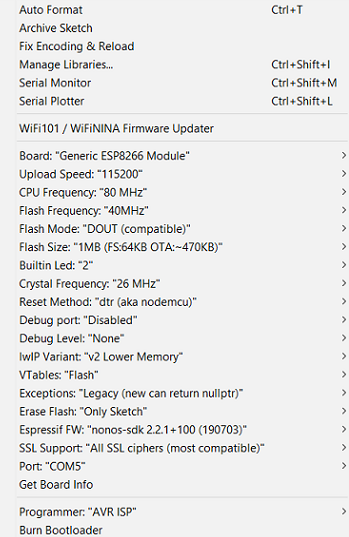 Auto Format Ctrl+T
Archive Sketch
Fix Encoding & Reload
Manage Libraries... Ctrl+Shift+I
Serial Monitor Ctrl+Shift+M
Serial Plotter Ctrl+Shift+L
WiFi101 / WiFiNINA Firmware Updater
Board: "Generic ESP8266 Module"
Upload Speed: "115200"
CPU Frequency: "80 MHz"
Flash Frequency: "40MHz"
Flash Mode: "DOUT (compatible)"
Flash Size: "1MB (FS:64KB OTA:~470KB)"
Builtin Led: "2"
Crystal Frequency: "26 MHz"
Reset Method: "dtr (aka nodemcu)"
Debug port: "Disabled"
Debug Level: "None"
lwIP Variant: "v2 Lower Memory"
VTables: "Flash"
Exceptions: "Legacy (new can return nullptr)"
Erase Flash: "Only Sketch"
Espressif FW: "nonos-sdk 2.2.1+100 (190703)"
SSL Support: "All SSL ciphers (most compatible)"
Port: "COM5"
Get Board Info
Programmer: "AVR ISP"
Burn Bootloader